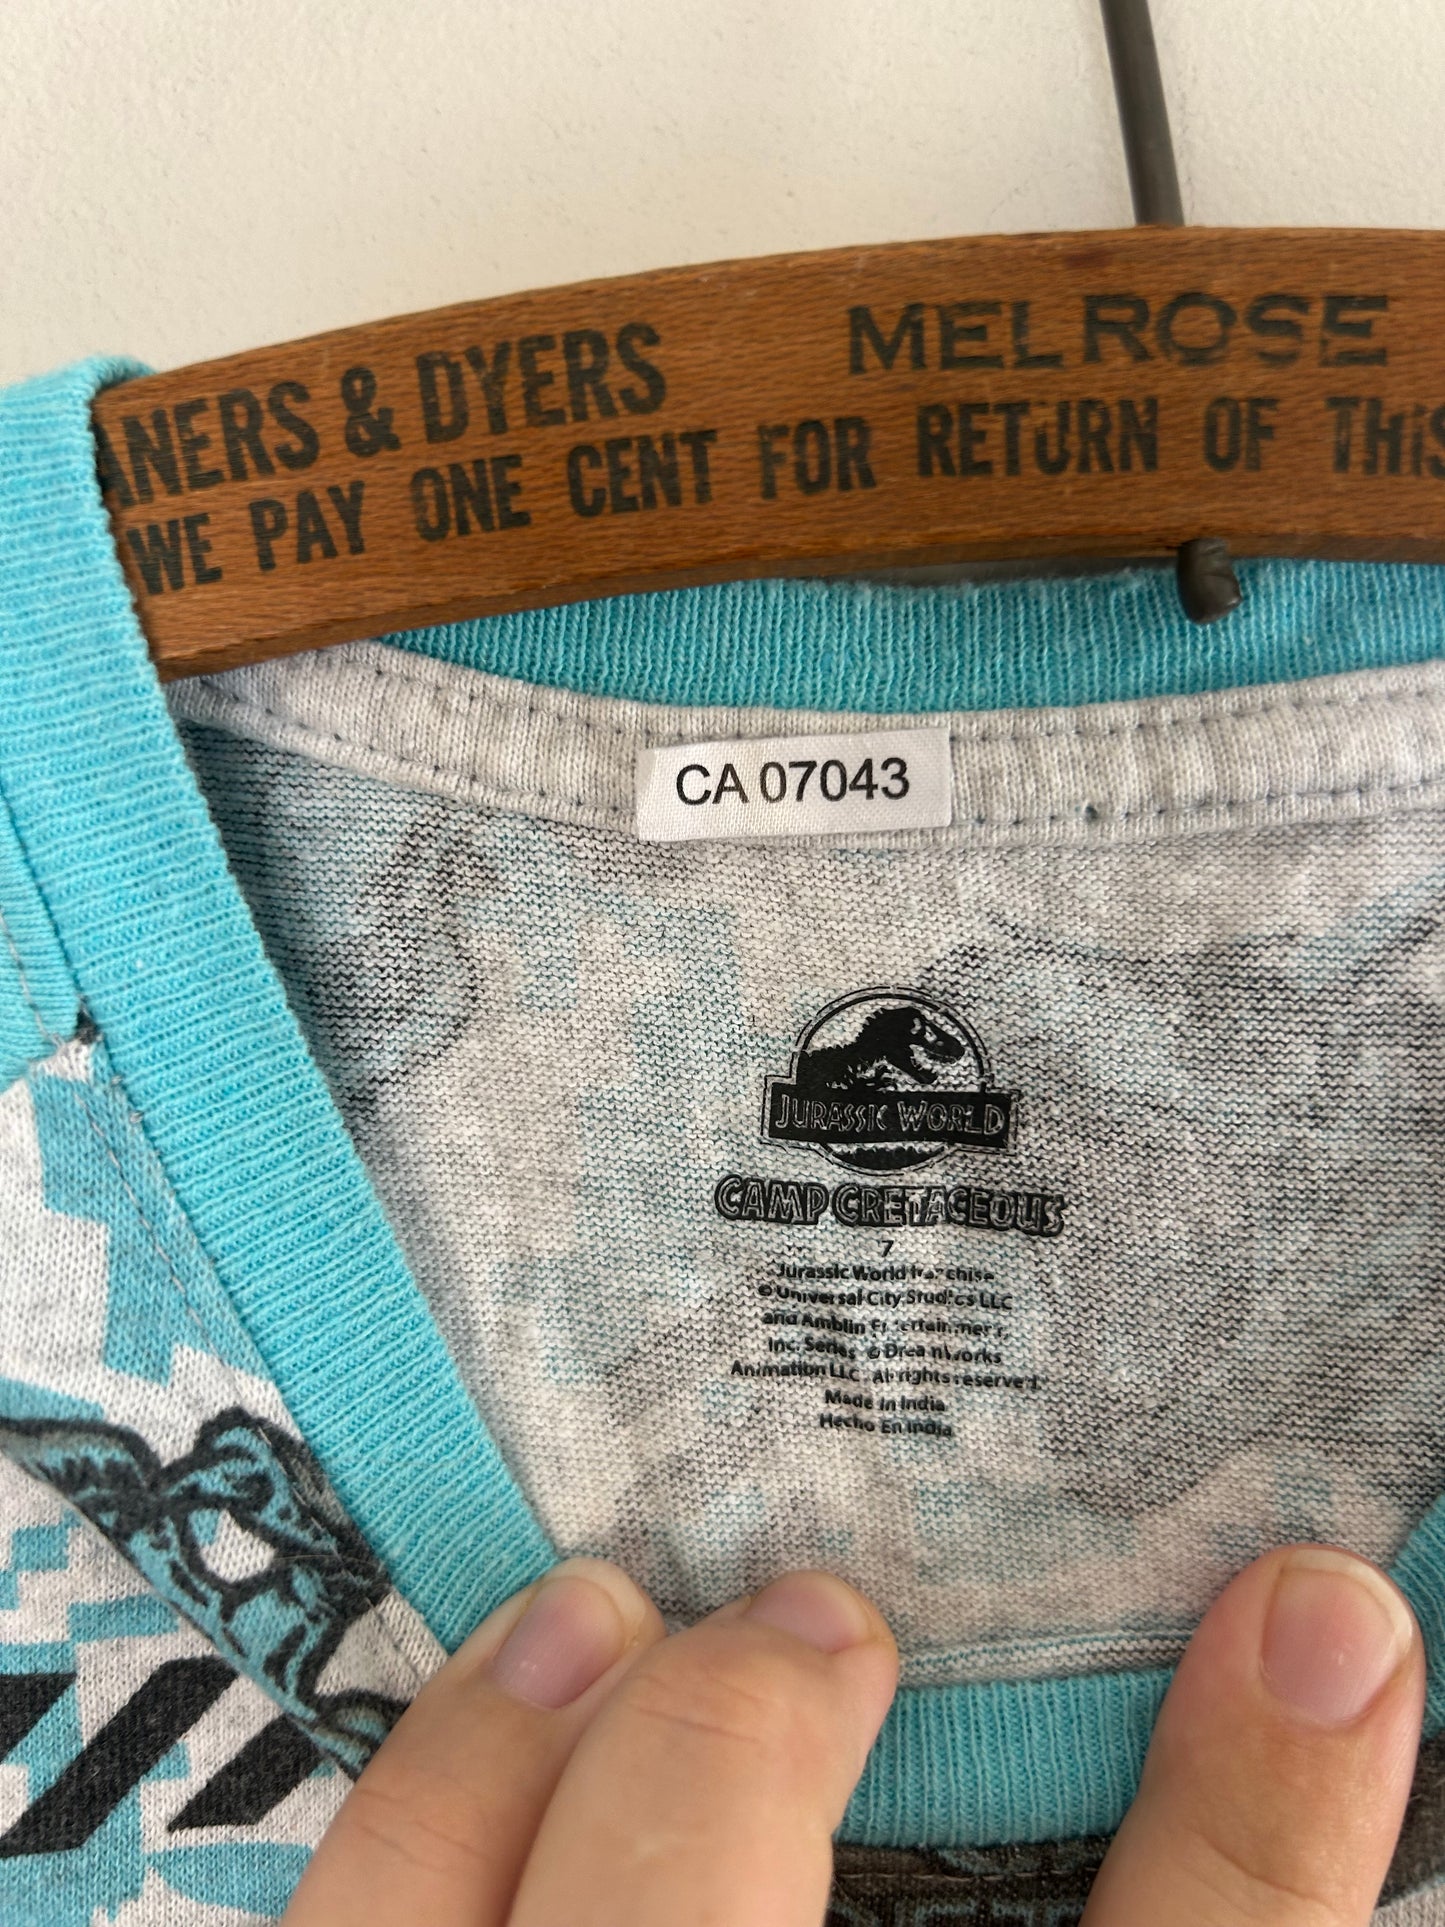 ANERS & DYERS MELROSE
WE PAY ONE CENT FOR RETURN OF THIS
CA 07043
JURASSIC WORLD
CAMP CRETACEOUS
7
Jurassic World franchise
© Universal City Studios LLC
and Amblin Entertainment,
Inc. Series © DreamWorks
Animation LLC. All rights reserved.
Made in India
Hecho En India